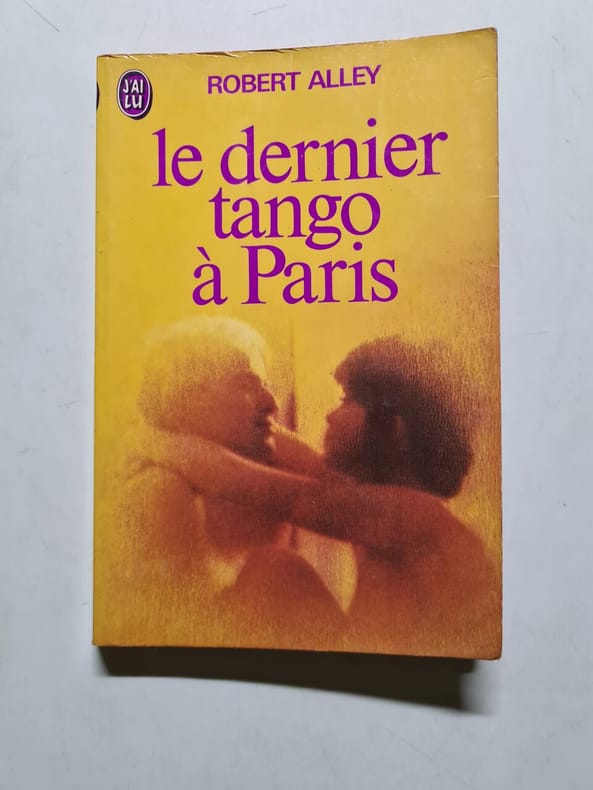 J'AI
LU
ROBERT ALLEY
le dernier
tango
à Paris